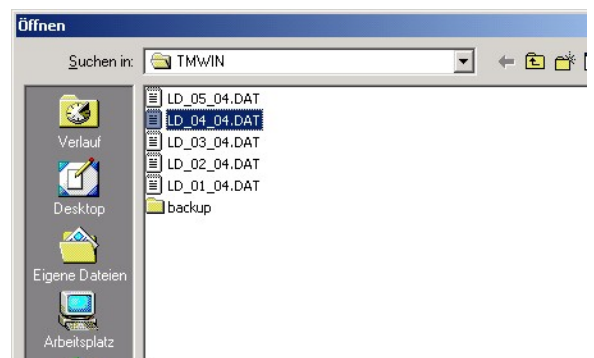 Öffnen
Suchen in: TMWIN
LD_05_04.DAT
LD_04_04.DAT
LD_03_04.DAT
LD_02_04.DAT
LD_01_04.DAT
backup
Verlauf
Desktop
Eigene Dateien
Arbeitsplatz